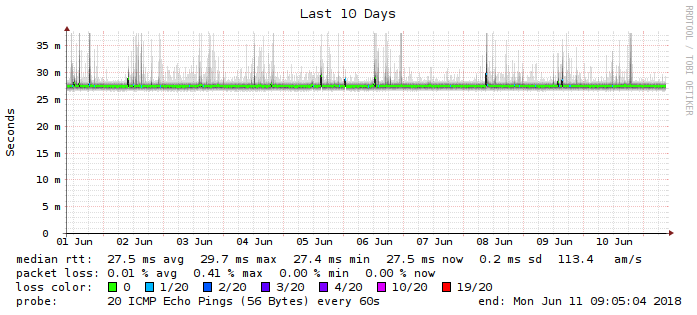 Last 10 Days
RRDTOOL / TOBI OETIKER
Seconds
35 m
30 m
25 m
20 m
15 m
10 m
5 m
0
01 Jun 02 Jun 03 Jun 04 Jun 05 Jun 06 Jun 07 Jun 08 Jun 09 Jun 10 Jun
median rtt: 27.5 ms avg 29.7 ms max 27.4 ms min 27.5 ms now 0.2 ms sd 113.4 am/s
packet loss: 0.01 % avg 0.41 % max 0.00 % min 0.00 % now
loss color: 0 1/20 2/20 3/20 4/20 10/20 19/20
probe: 20 ICMP Echo Pings (56 Bytes) every 60s end: Mon Jun 11 09:05:04 2018